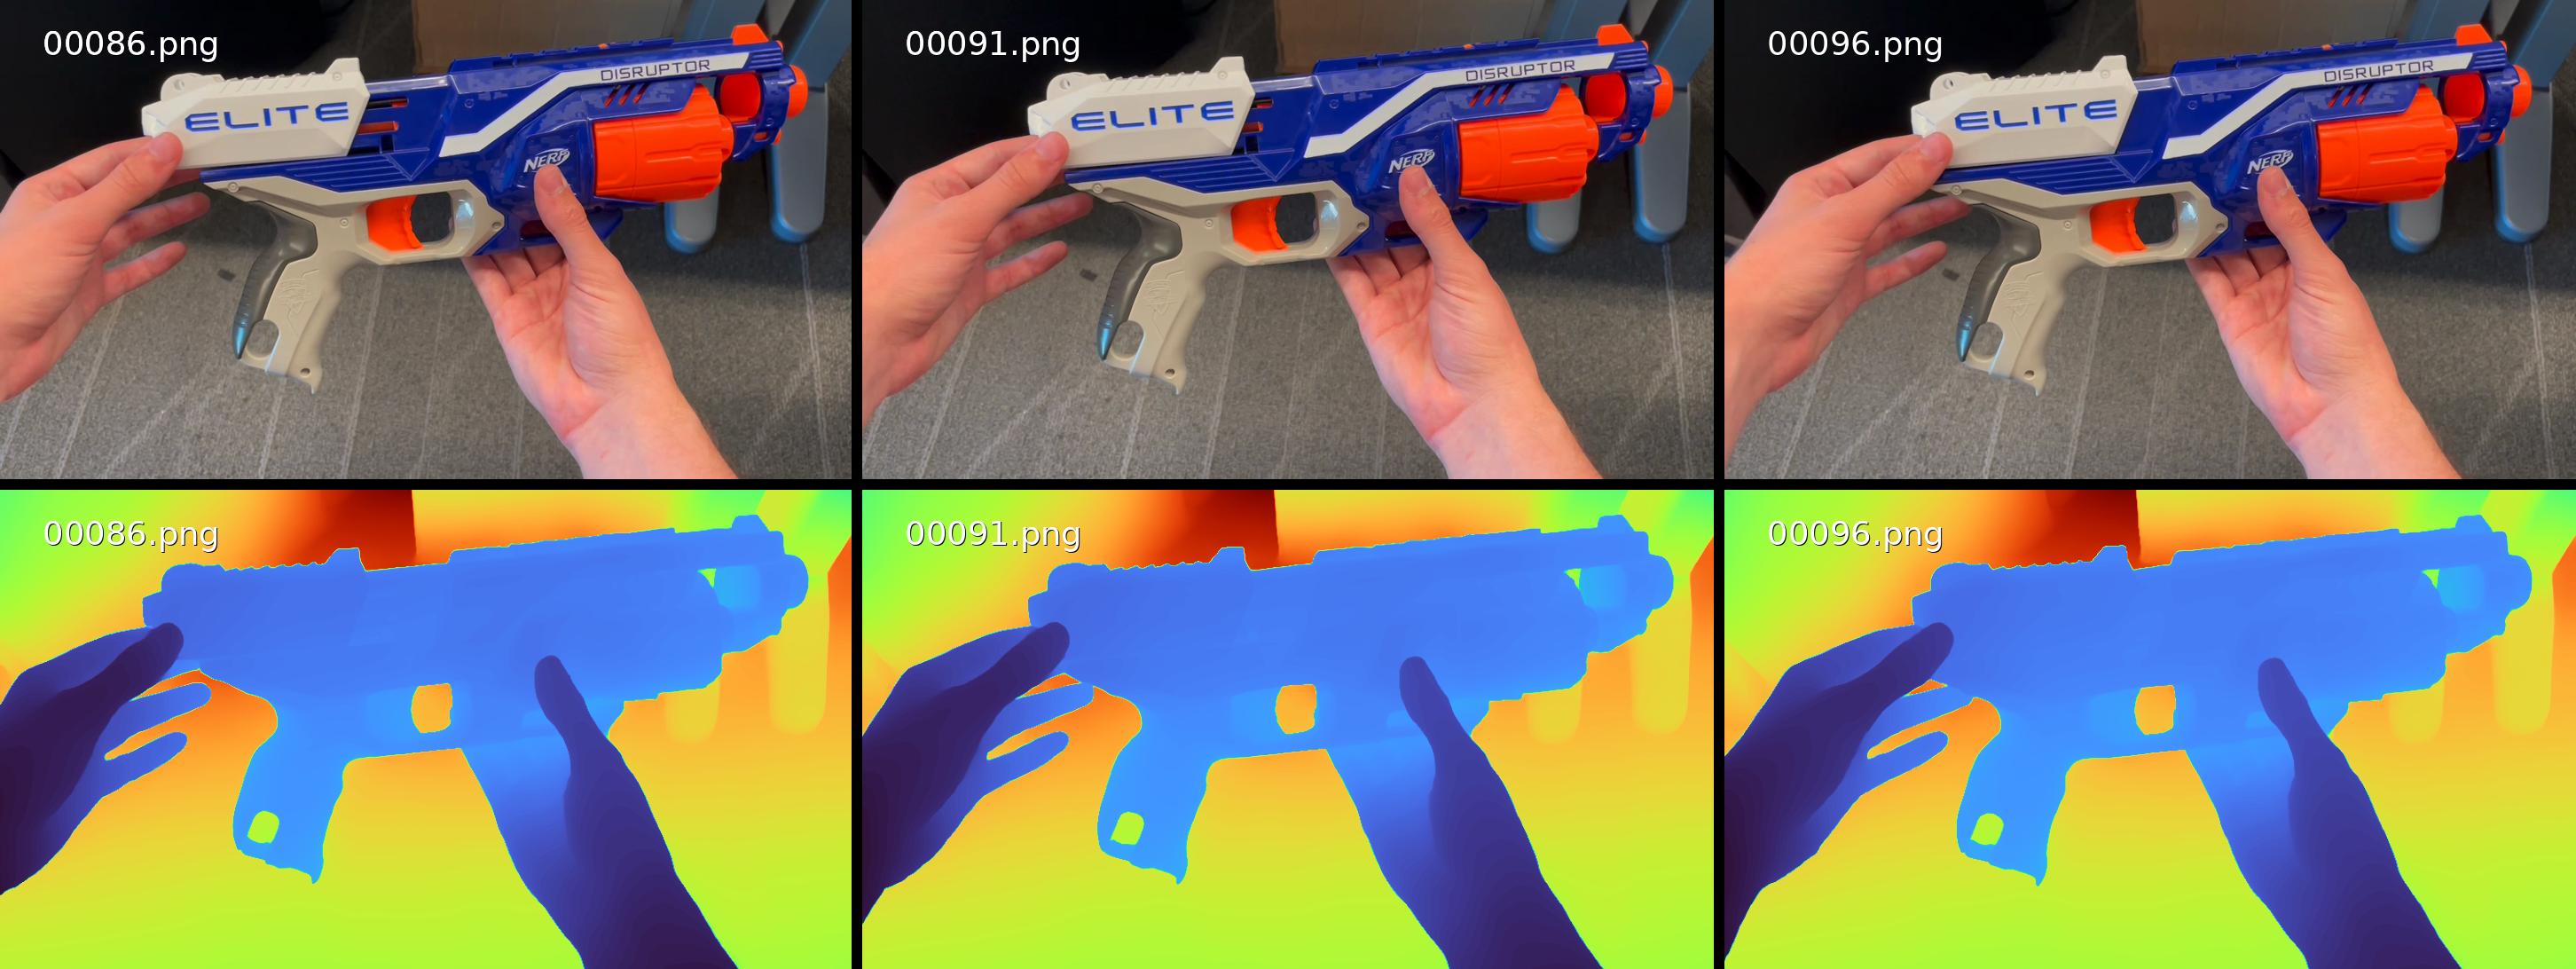 00086.png
DISRUPTOR
ELITE
NERF
00091.png
DISRUPTOR
ELITE
NERF
00096.png
DISRUPTOR
ELITE
NERF
00086.png
00091.png
00096.png